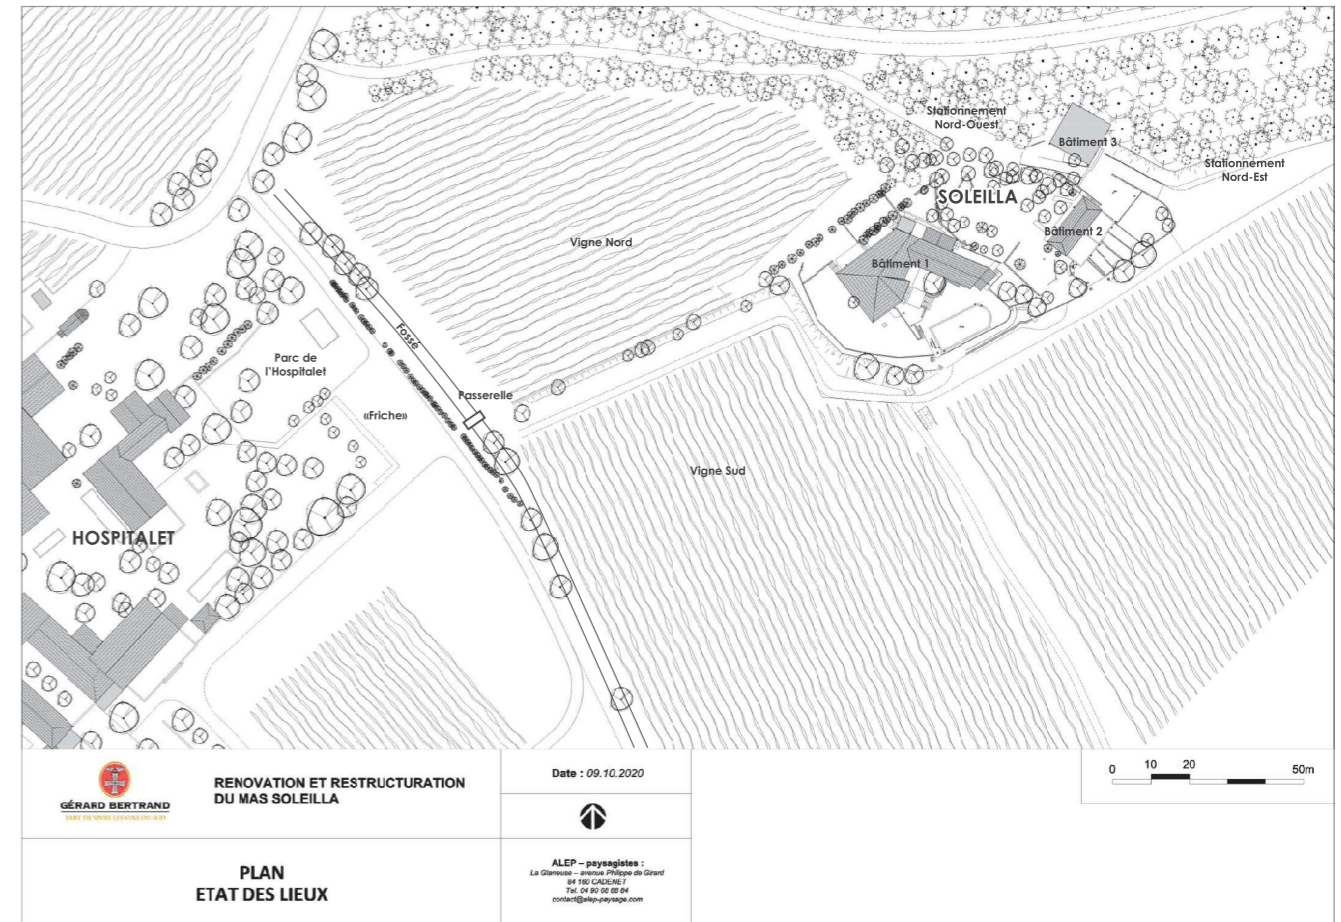 Stationnement
Nord-Ouest
Bâtiment 3
Stationnement
Nord-Est
SOLEILLA
Bâtiment 2
Vigne Nord
Bâtiment 1
Fossé
Parc de
l'Hospitalet
Passerelle
«Friche»
Vigne Sud
HOSPITALET
GÉRARD BERTRAND
RENOVATION ET RESTRUCTURATION
DU MAS SOLEILLA
Date : 09.10.2020
0 10 20 50m
PLAN
ETAT DES LIEUX
ALEP – paysagistes :
La Glaneuse – avenue Philippe de Girard
84 160 CADENET
Tel. 04 90 68 88 84
contact@alep-paysage.com